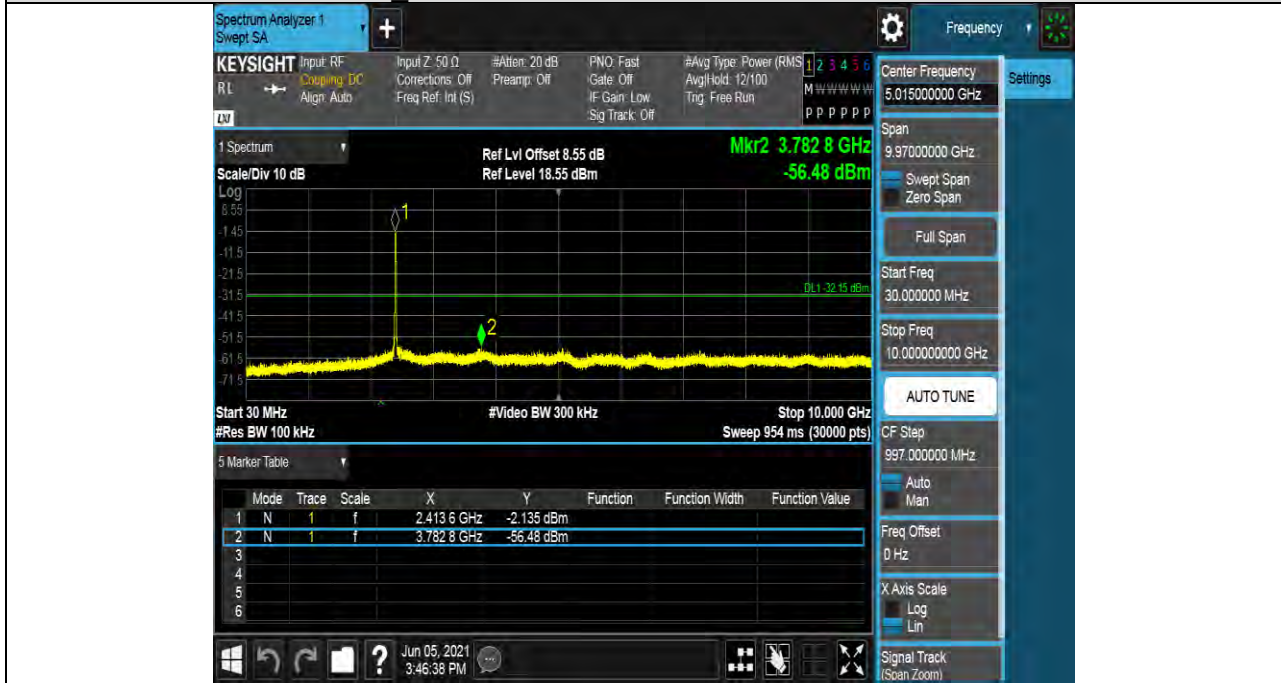 Spectrum Analyzer 1
Swept SA
+
Frequency
KEYSIGHT Input: RF Input Z: 50 Ω #Atten: 20 dB PNO: Fast #Avg Type: Power (RMS 1 2 3 4 5 6
RL Coupling: DC Corrections: Off Preamp: Off Gate: Off Avg|Hold: 12/100 M W W W W W
Align: Auto Freq Ref: Int (S) IF Gain: Low Trig: Free Run
LXI Sig Track: Off P P P P P P
1 Spectrum
Ref Lvl Offset 8.55 dB
Mkr2 3.782 8 GHz
Scale/Div 10 dB
Ref Level 18.55 dBm
-56.48 dBm
Log
8.55
-1.45
-11.5
-21.5
-31.5
-41.5
-51.5
-61.5
-71.5
1
DL1 -32.15 dBm
2
Start 30 MHz #Video BW 300 kHz Stop 10.000 GHz
#Res BW 100 kHz Sweep 954 ms (30000 pts)
5 Marker Table
Mode Trace Scale X Y Function Function Width Function Value
1 N 1 f 2.413 6 GHz -2.135 dBm
2 N 1 f 3.782 8 GHz -56.48 dBm
3
4
5
6
?
Jun 05, 2021
3:46:38 PM
Center Frequency
5.015000000 GHz
Settings
Span
9.97000000 GHz
Swept Span
Zero Span
Full Span
Start Freq
30.000000 MHz
Stop Freq
10.000000000 GHz
AUTO TUNE
CF Step
997.000000 MHz
Auto
Man
Freq Offset
0 Hz
X Axis Scale
Log
Lin
Signal Track
(Span Zoom)